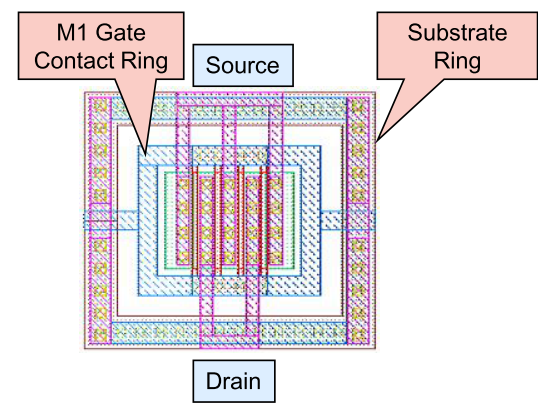 M1 Gate
Contact Ring
Source
Substrate
Ring
Drain